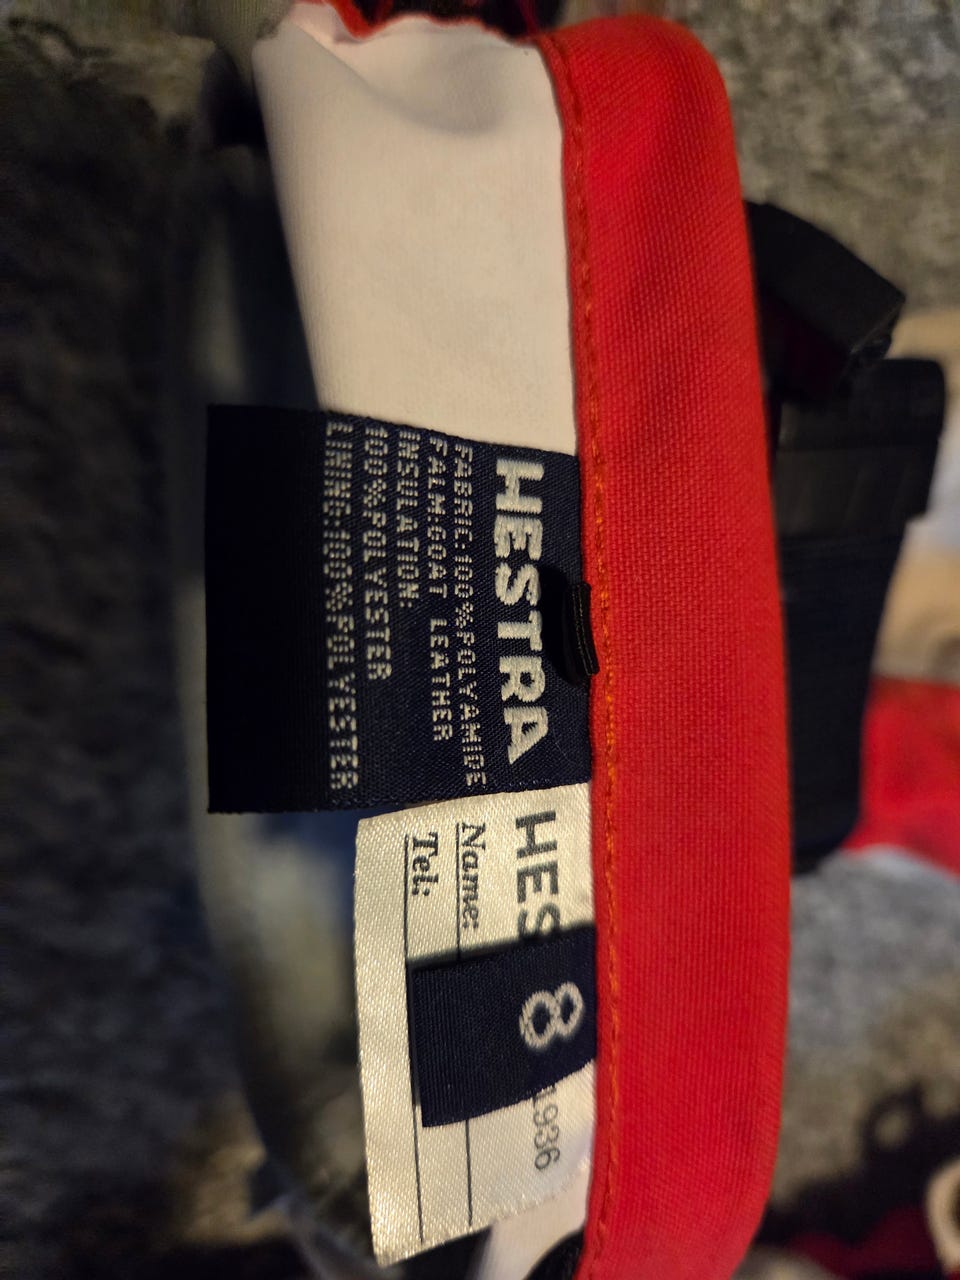 HESTRA
FABRIC:100%POLYAMIDE
PALM:GOAT LEATHER
INSULATION:
100%POLYESTER
LINING:100%POLYESTER
HES
1936
Name:
Tel:
8